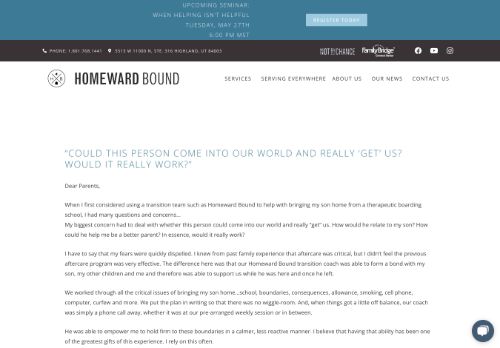 UPCOMING SEMINAR:
WHEN HELPING ISN'T HELPFUL
TUESDAY, MAY 27TH
6:00 PM MST
REGISTER TODAY
PHONE: 1.801.768.1441
5513 W 11000 N, STE. 316 HIGHLAND, UT 84003
NOT BY CHANCE
FamilyBridge
HOMEWARD BOUND
SERVICES
SERVING EVERYWHERE
ABOUT US
OUR NEWS
CONTACT US
“COULD THIS PERSON COME INTO OUR WORLD AND REALLY ‘GET’ US?
WOULD IT REALLY WORK?”
Dear Parents,
When I first considered using a transition team such as Homeward Bound to help with bringing my son home from a therapeutic boarding
school, I had many questions and concerns…
My biggest concern had to deal with whether this person could come into our world and really “get” us. How would he relate to my son? How
could he help me be a better parent? In essence, would it really work?
I have to say that my fears were quickly dispelled. I knew from past family experience that aftercare was critical, but I didn’t feel the previous
aftercare program was very effective. The difference here was that our Homeward Bound transition coach was able to form a bond with my
son, my other children and me and therefore was able to support us while he was here and once he left.
We worked through all the critical issues of bringing my son home…school, boundaries, consequences, allowance, smoking, cell phone,
computer, curfew and more. We put the plan in writing so that there was no wiggle-room. And, when things got a little off balance, our coach
was simply a phone call away, whether it was at our pre-arranged weekly session or in between.
He was able to empower me to hold firm to these boundaries in a calmer, less reactive manner. I believe that having that ability has been one
of the greatest gifts of this experience. I rely on this often.